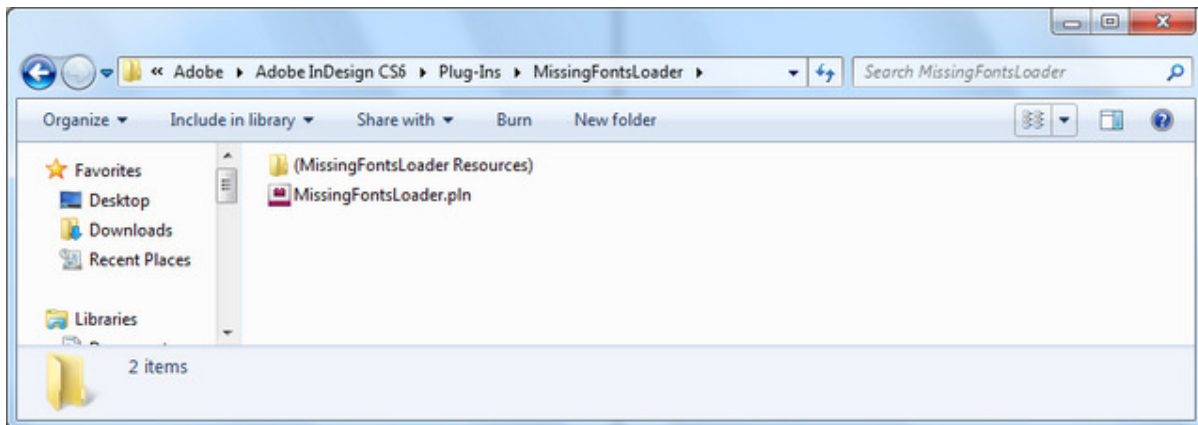 « Adobe ▸ Adobe InDesign CS6 ▸ Plug-Ins ▸ MissingFontsLoader ▸ Search MissingFontsLoader
Organize Include in library Share with Burn New folder
Favorites
Desktop
Downloads
Recent Places
Libraries
(MissingFontsLoader Resources)
MissingFontsLoader.pln
2 items